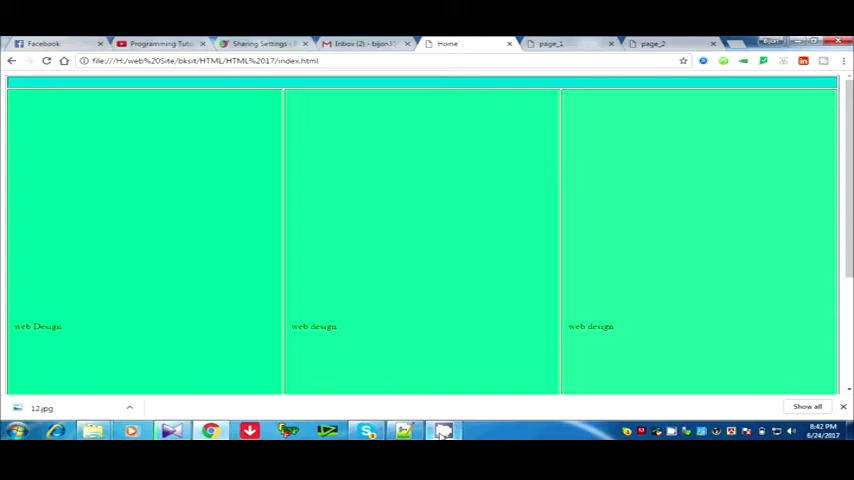 Facebook
Programming Tuto
Sharing Settings - P
Inbox (2) - bijon35
Home
page_1
page_2
file:///H:/web%20Site/bksit/HTML/HTML%2017/index.html
web Design
web design
web design
12.jpg
Show all
8:42 PM
6/24/2017